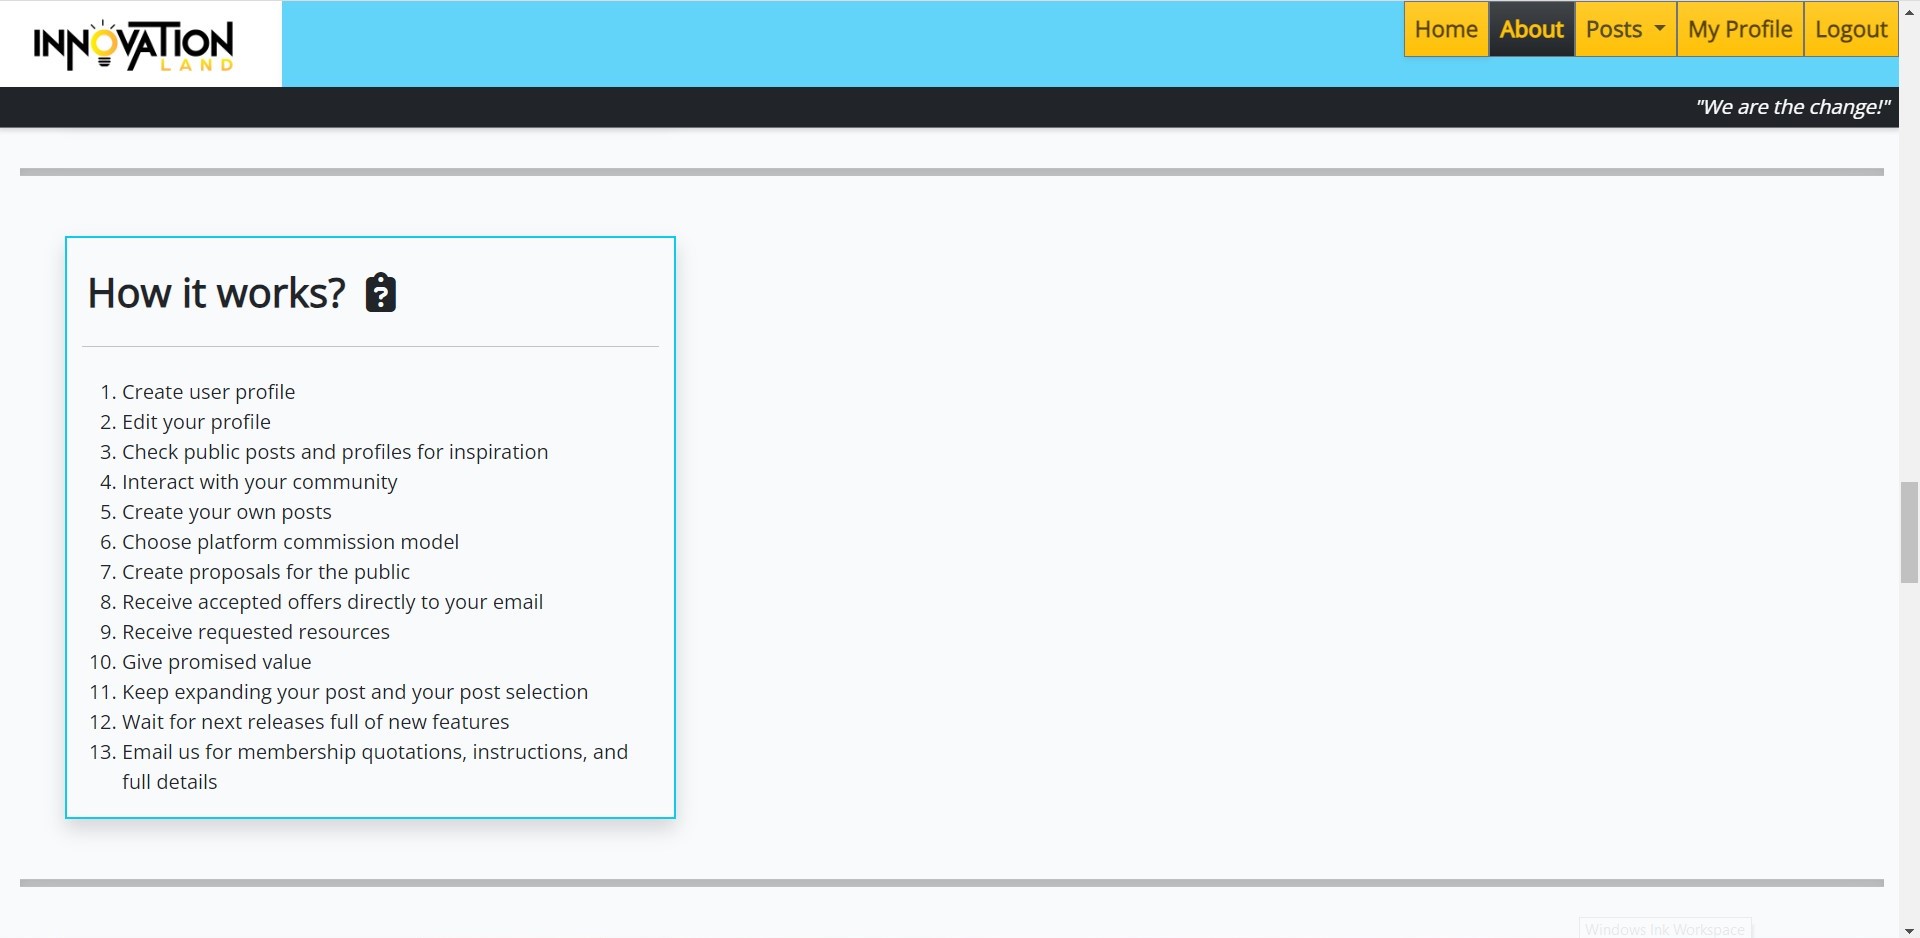 INNOVATION
LAND
Home
About
Posts
My Profile
Logout
"We are the change!"
How it works?
1. Create user profile
2. Edit your profile
3. Check public posts and profiles for inspiration
4. Interact with your community
5. Create your own posts
6. Choose platform commission model
7. Create proposals for the public
8. Receive accepted offers directly to your email
9. Receive requested resources
10. Give promised value
11. Keep expanding your post and your post selection
12. Wait for next releases full of new features
13. Email us for membership quotations, instructions, and
full details
Windows Ink Workspace